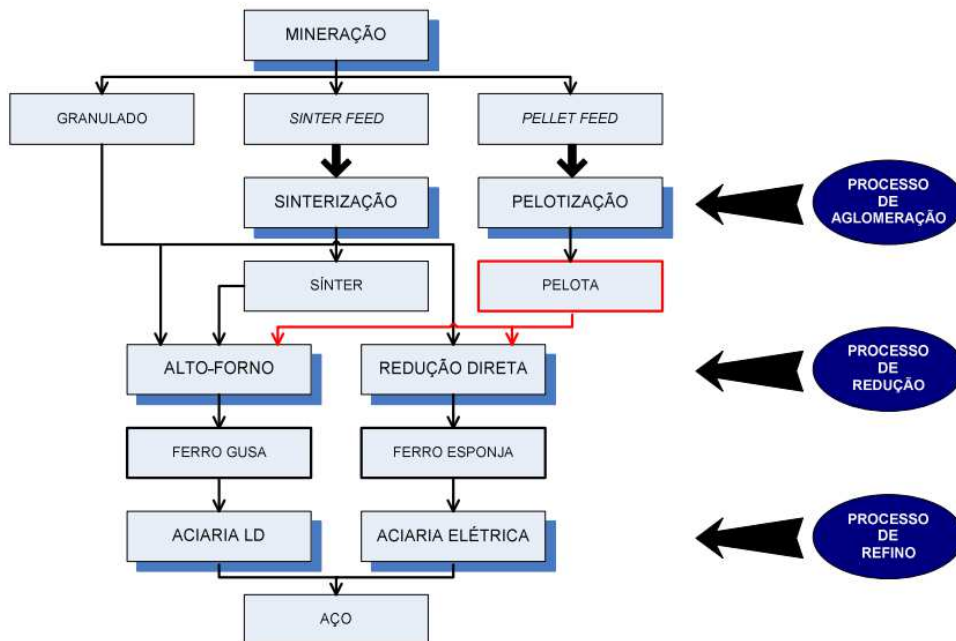 MINERAÇÃO
GRANULADO
SINTER FEED
PELLET FEED
SINTERIZAÇÃO
PELOTIZAÇÃO
PROCESSO
DE
AGLOMERAÇÃO
SÍNTER
PELOTA
ALTO-FORNO
REDUÇÃO DIRETA
PROCESSO
DE
REDUÇÃO
FERRO GUSA
FERRO ESPONJA
ACIARIA LD
ACIARIA ELÉTRICA
PROCESSO
DE
REFINO
AÇO